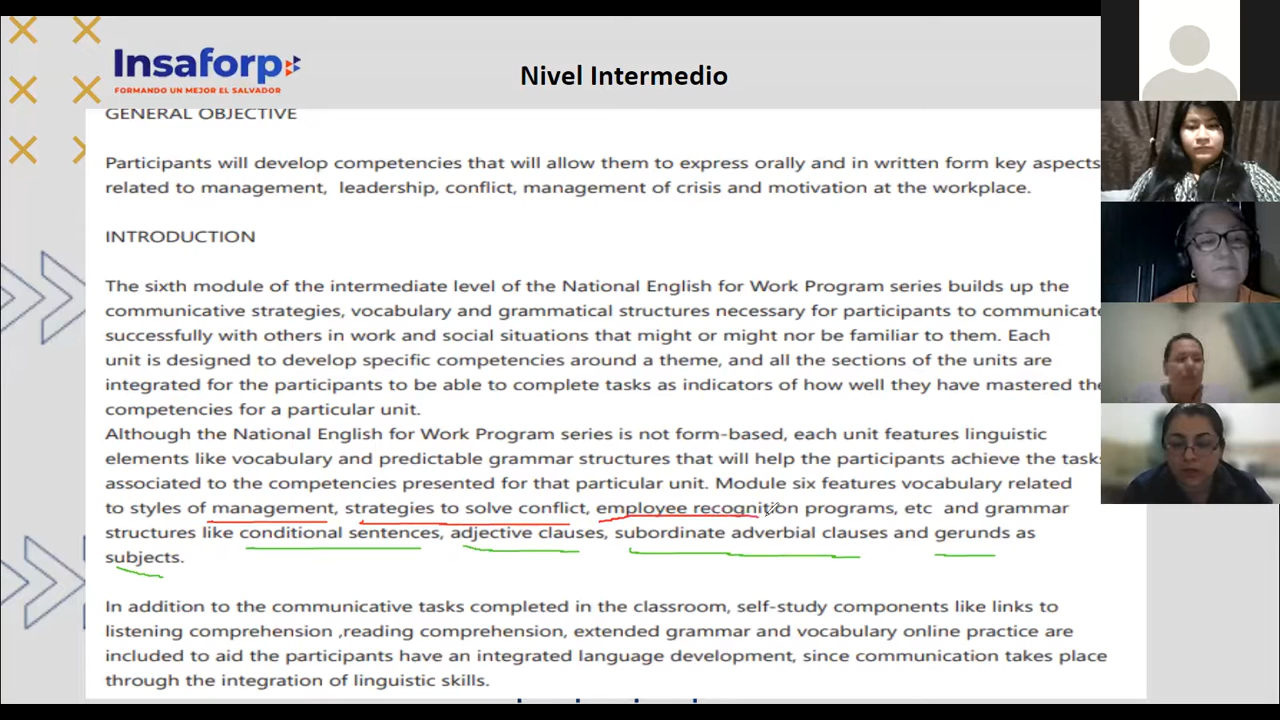 Insaforp
FORMANDO UN MEJOR EL SALVADOR
Nivel Intermedio
GENERAL OBJECTIVE
Participants will develop competencies that will allow them to express orally and in written form key aspects
related to management, leadership, conflict, management of crisis and motivation at the workplace.
INTRODUCTION
The sixth module of the intermediate level of the National English for Work Program series builds up the
communicative strategies, vocabulary and grammatical structures necessary for participants to communicate
successfully with others in work and social situations that might or might nor be familiar to them. Each
unit is designed to develop specific competencies around a theme, and all the sections of the units are
integrated for the participants to be able to complete tasks as indicators of how well they have mastered the
competencies for a particular unit.
Although the National English for Work Program series is not form-based, each unit features linguistic
elements like vocabulary and predictable grammar structures that will help the participants achieve the tasks
associated to the competencies presented for that particular unit. Module six features vocabulary related
to styles of management, strategies to solve conflict, employee recognition programs, etc and grammar
structures like conditional sentences, adjective clauses, subordinate adverbial clauses and gerunds as
subjects.
In addition to the communicative tasks completed in the classroom, self-study components like links to
listening comprehension ,reading comprehension, extended grammar and vocabulary online practice are
included to aid the participants have an integrated language development, since communication takes place
through the integration of linguistic skills.